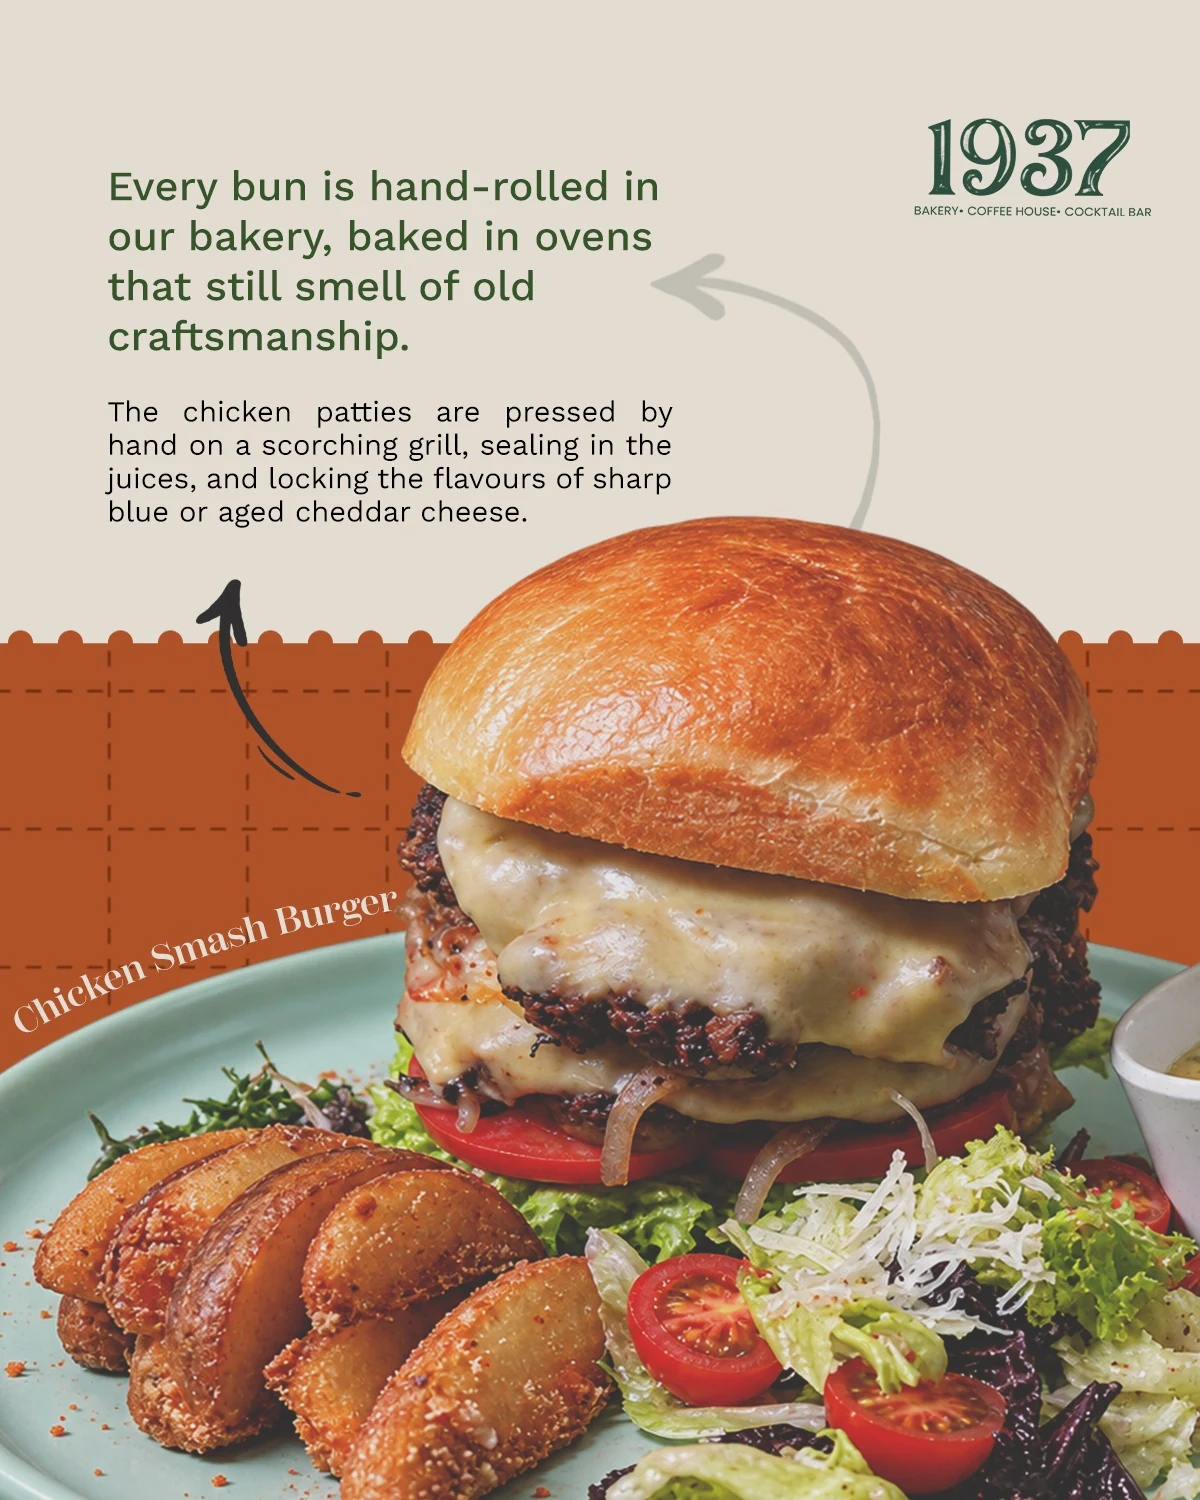 1937
BAKERY• COFFEE HOUSE• COCKTAIL BAR
Every bun is hand-rolled in
our bakery, baked in ovens
that still smell of old
craftsmanship.
The chicken patties are pressed by
hand on a scorching grill, sealing in the
juices, and locking the flavours of sharp
blue or aged cheddar cheese.
Chicken Smash Burger